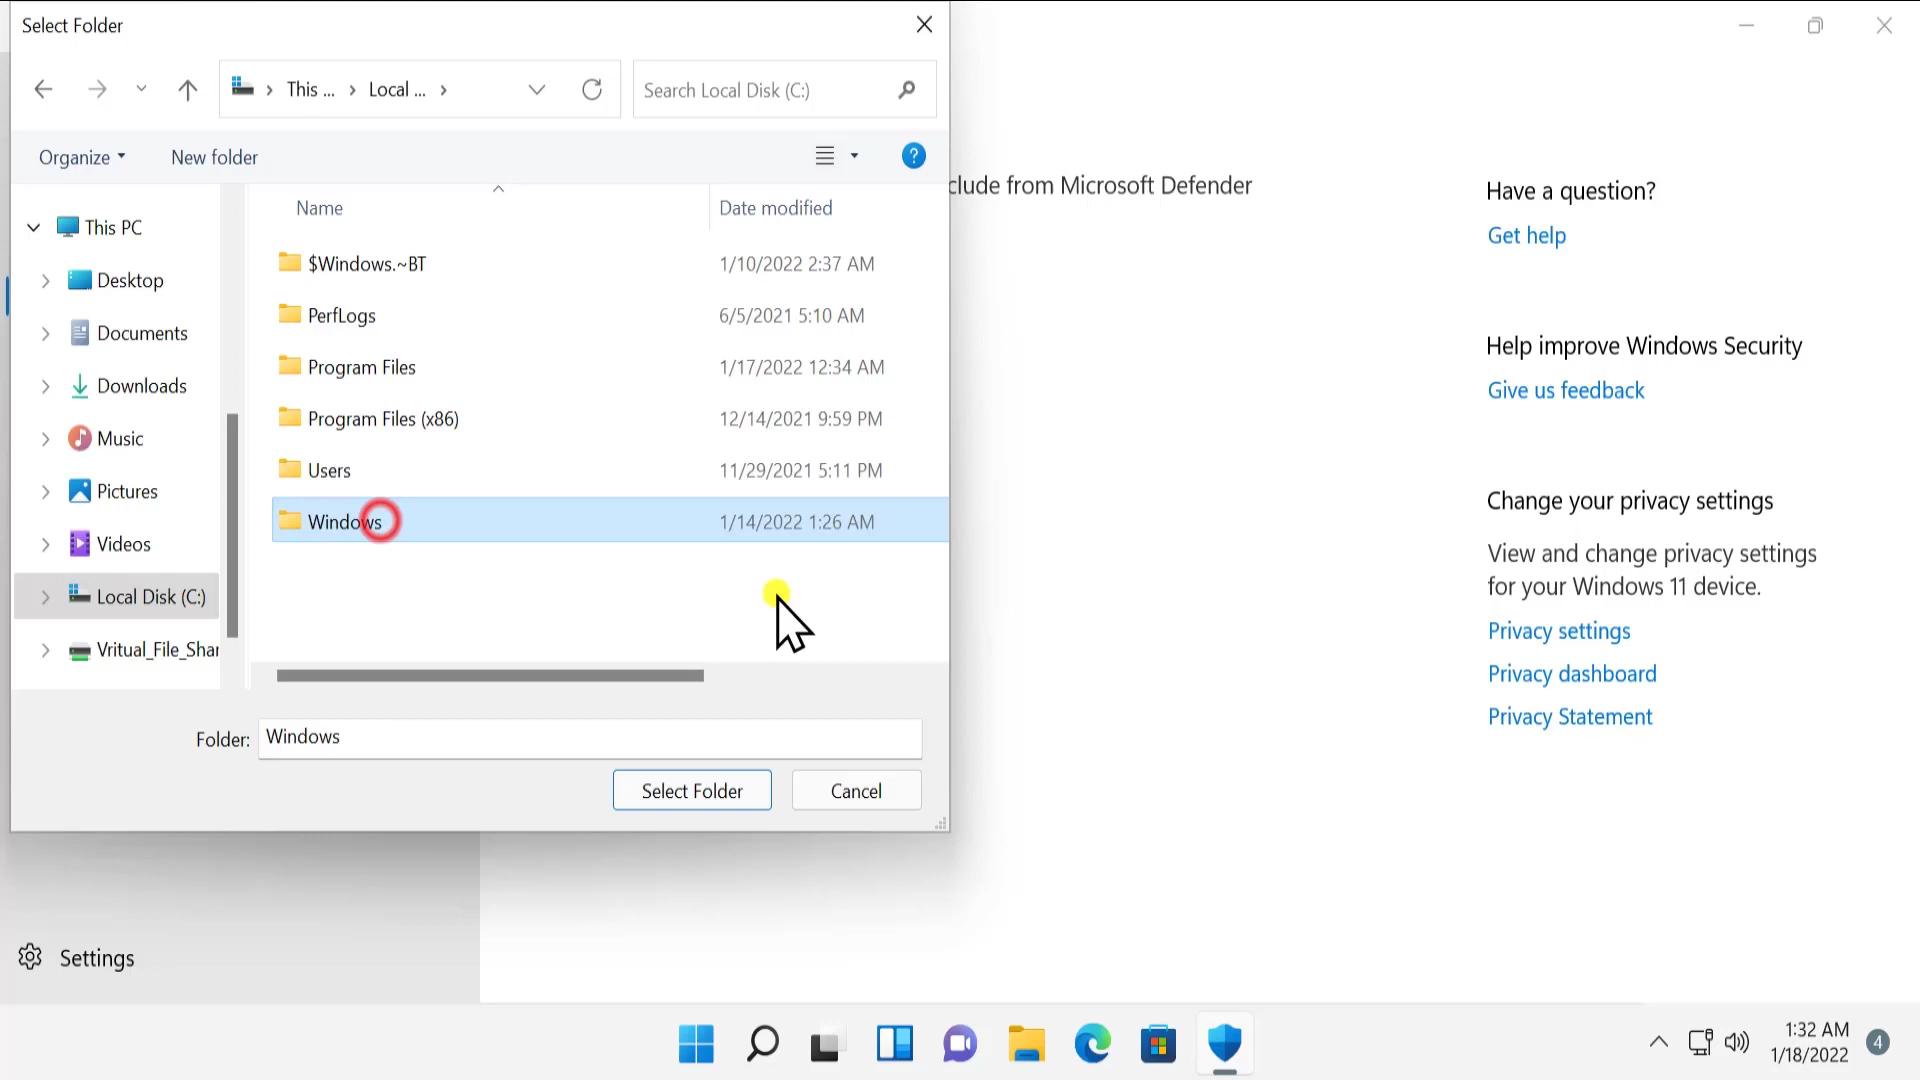 Select Folder
This ...
Local ...
Search Local Disk (C:)
Organize
New folder
?
Name
Date modified
This PC
Desktop
Documents
Downloads
Music
Pictures
Videos
Local Disk (C:)
Vritual_File_Shar
$Windows.~BT 1/10/2022 2:37 AM
PerfLogs 6/5/2021 5:10 AM
Program Files 1/17/2022 12:34 AM
Program Files (x86) 12/14/2021 9:59 PM
Users 11/29/2021 5:11 PM
Windows 1/14/2022 1:26 AM
Folder: Windows
Select Folder
Cancel
clude from Microsoft Defender
Have a question?
Get help
Help improve Windows Security
Give us feedback
Change your privacy settings
View and change privacy settings
for your Windows 11 device.
Privacy settings
Privacy dashboard
Privacy Statement
Settings
1:32 AM
1/18/2022
4